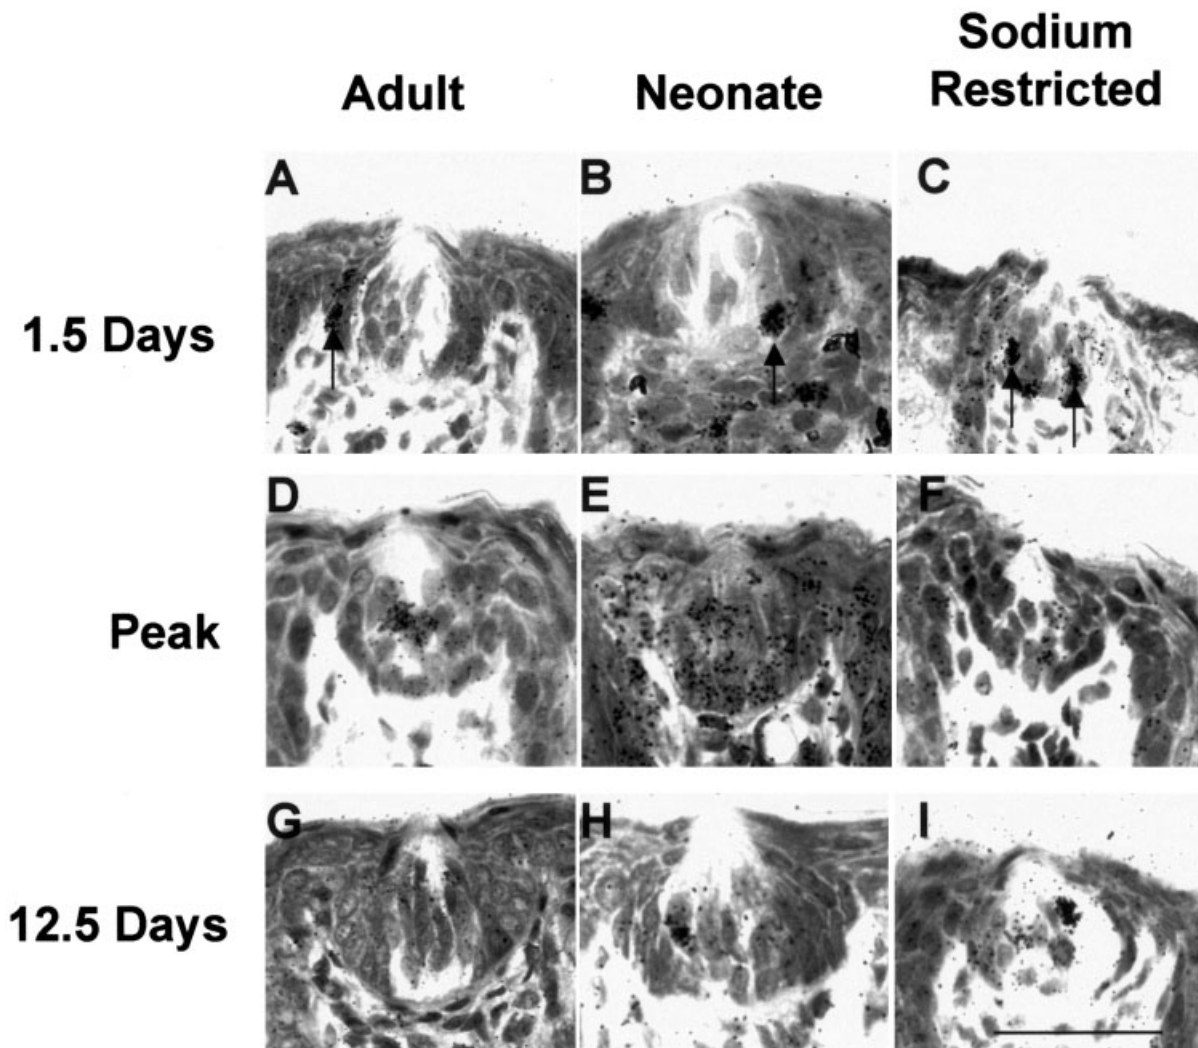 Sodium
Adult Neonate Restricted
A B C
1.5 Days
D E F
Peak
G H I
12.5 Days